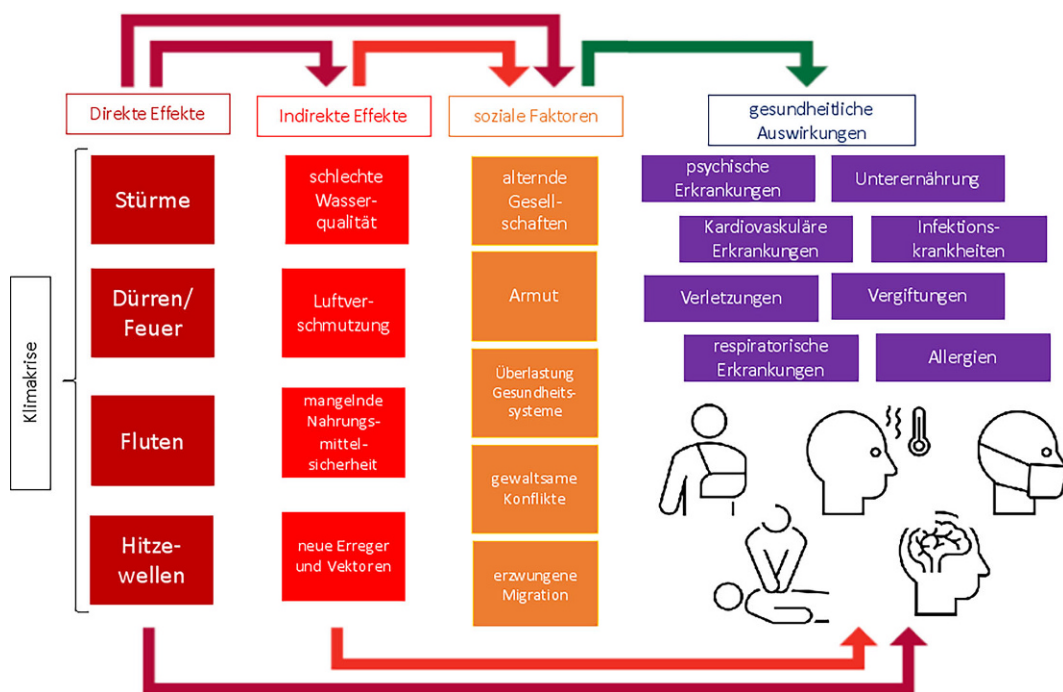 Direkte Effekte
Indirekte Effekte
soziale Faktoren
gesundheitliche
Auswirkungen
Klimakrise
Stürme
Dürren/
Feuer
Fluten
Hitze-
wellen
schlechte
Wasser-
qualität
Luftver-
schmutzung
mangelnde
Nahrungs-
mittel-
sicherheit
neue Erreger
und Vektoren
alternde
Gesell-
schaften
Armut
Überlastung
Gesundheits-
systeme
gewaltsame
Konflikte
erzwungene
Migration
psychische
Erkrankungen
Unterernährung
Kardiovaskuläre
Erkrankungen
Infektions-
krankheiten
Verletzungen
Vergiftungen
respiratorische
Erkrankungen
Allergien